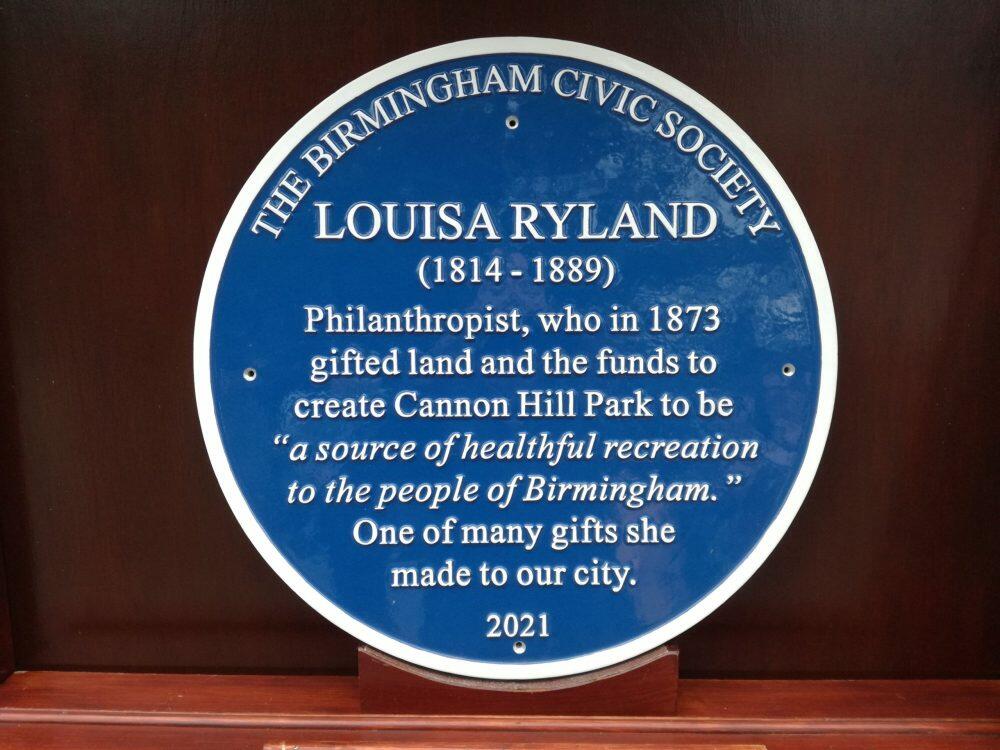 THE BIRMINGHAM CIVIC SOCIETY
LOUISA RYLAND
(1814 - 1889)
Philanthropist, who in 1873
gifted land and the funds to
create Cannon Hill Park to be
“a source of healthful recreation
to the people of Birmingham.”
One of many gifts she
made to our city.
2021